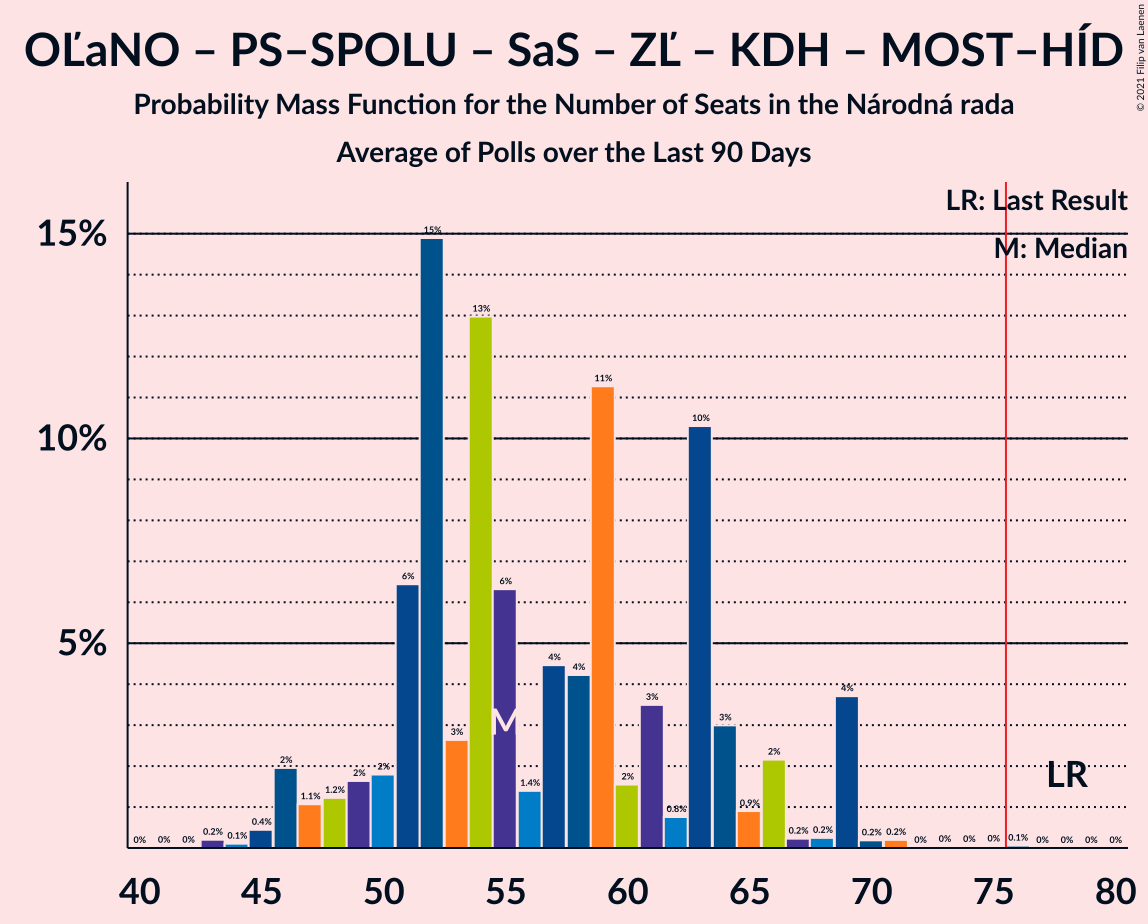 OĽaNO – PS–SPOLU – SaS – ZĽ – KDH – MOST–HÍD
Probability Mass Function for the Number of Seats in the Národná rada
Average of Polls over the Last 90 Days
© 2021 Filip van Laenen
LR: Last Result
M: Median
15%
10%
5%
0% 0% 0% 0.2% 0.1% 0.4% 2% 1.1% 1.2% 2% 2% 6% 15% 3% 13% 6% 1.4% 4% 4% 11% 2% 3% 0.8% 10% 3% 0.9% 2% 0.2% 0.2% 4% 0.2% 0.2% 0% 0% 0% 0% 0.1% 0% 0% 0% 0%
M
LR
40 45 50 55 60 65 70 75 80